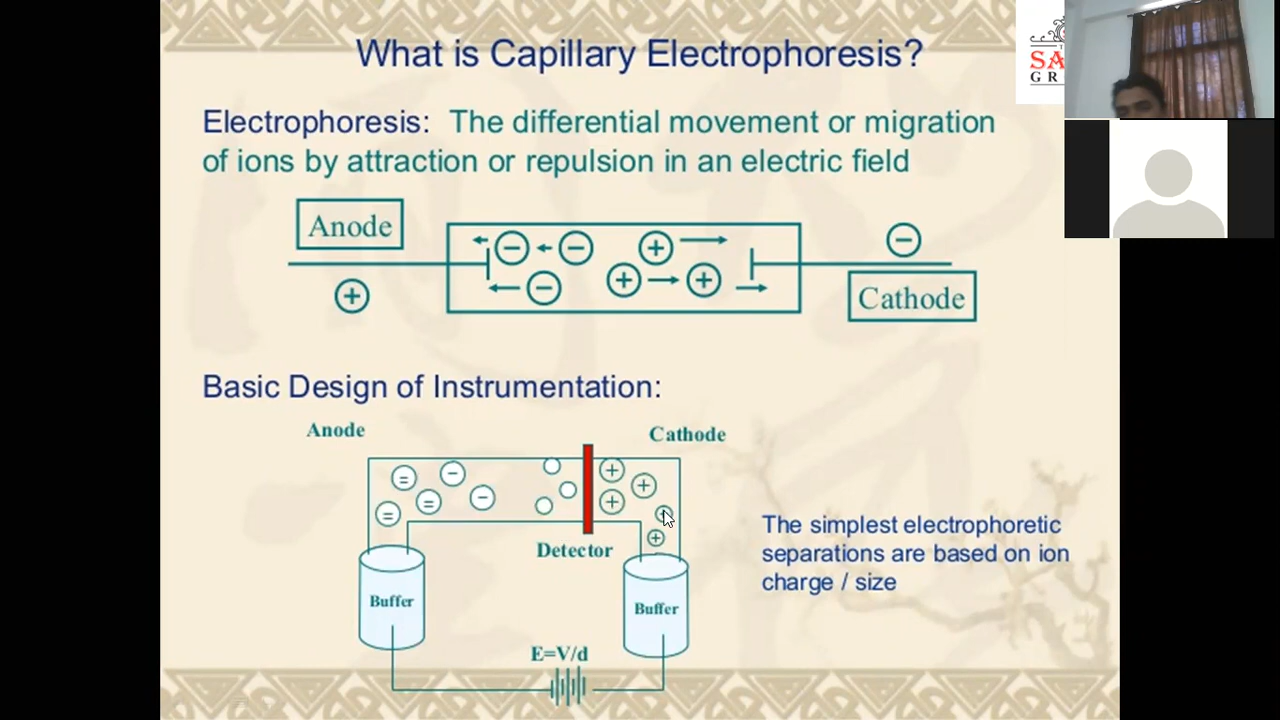 What is Capillary Electrophoresis?
SA
GR
Electrophoresis: The differential movement or migration
of ions by attraction or repulsion in an electric field
Anode
Cathode
Basic Design of Instrumentation:
Anode
Cathode
Detector
The simplest electrophoretic
separations are based on ion
charge / size
Buffer
Buffer
E=V/d